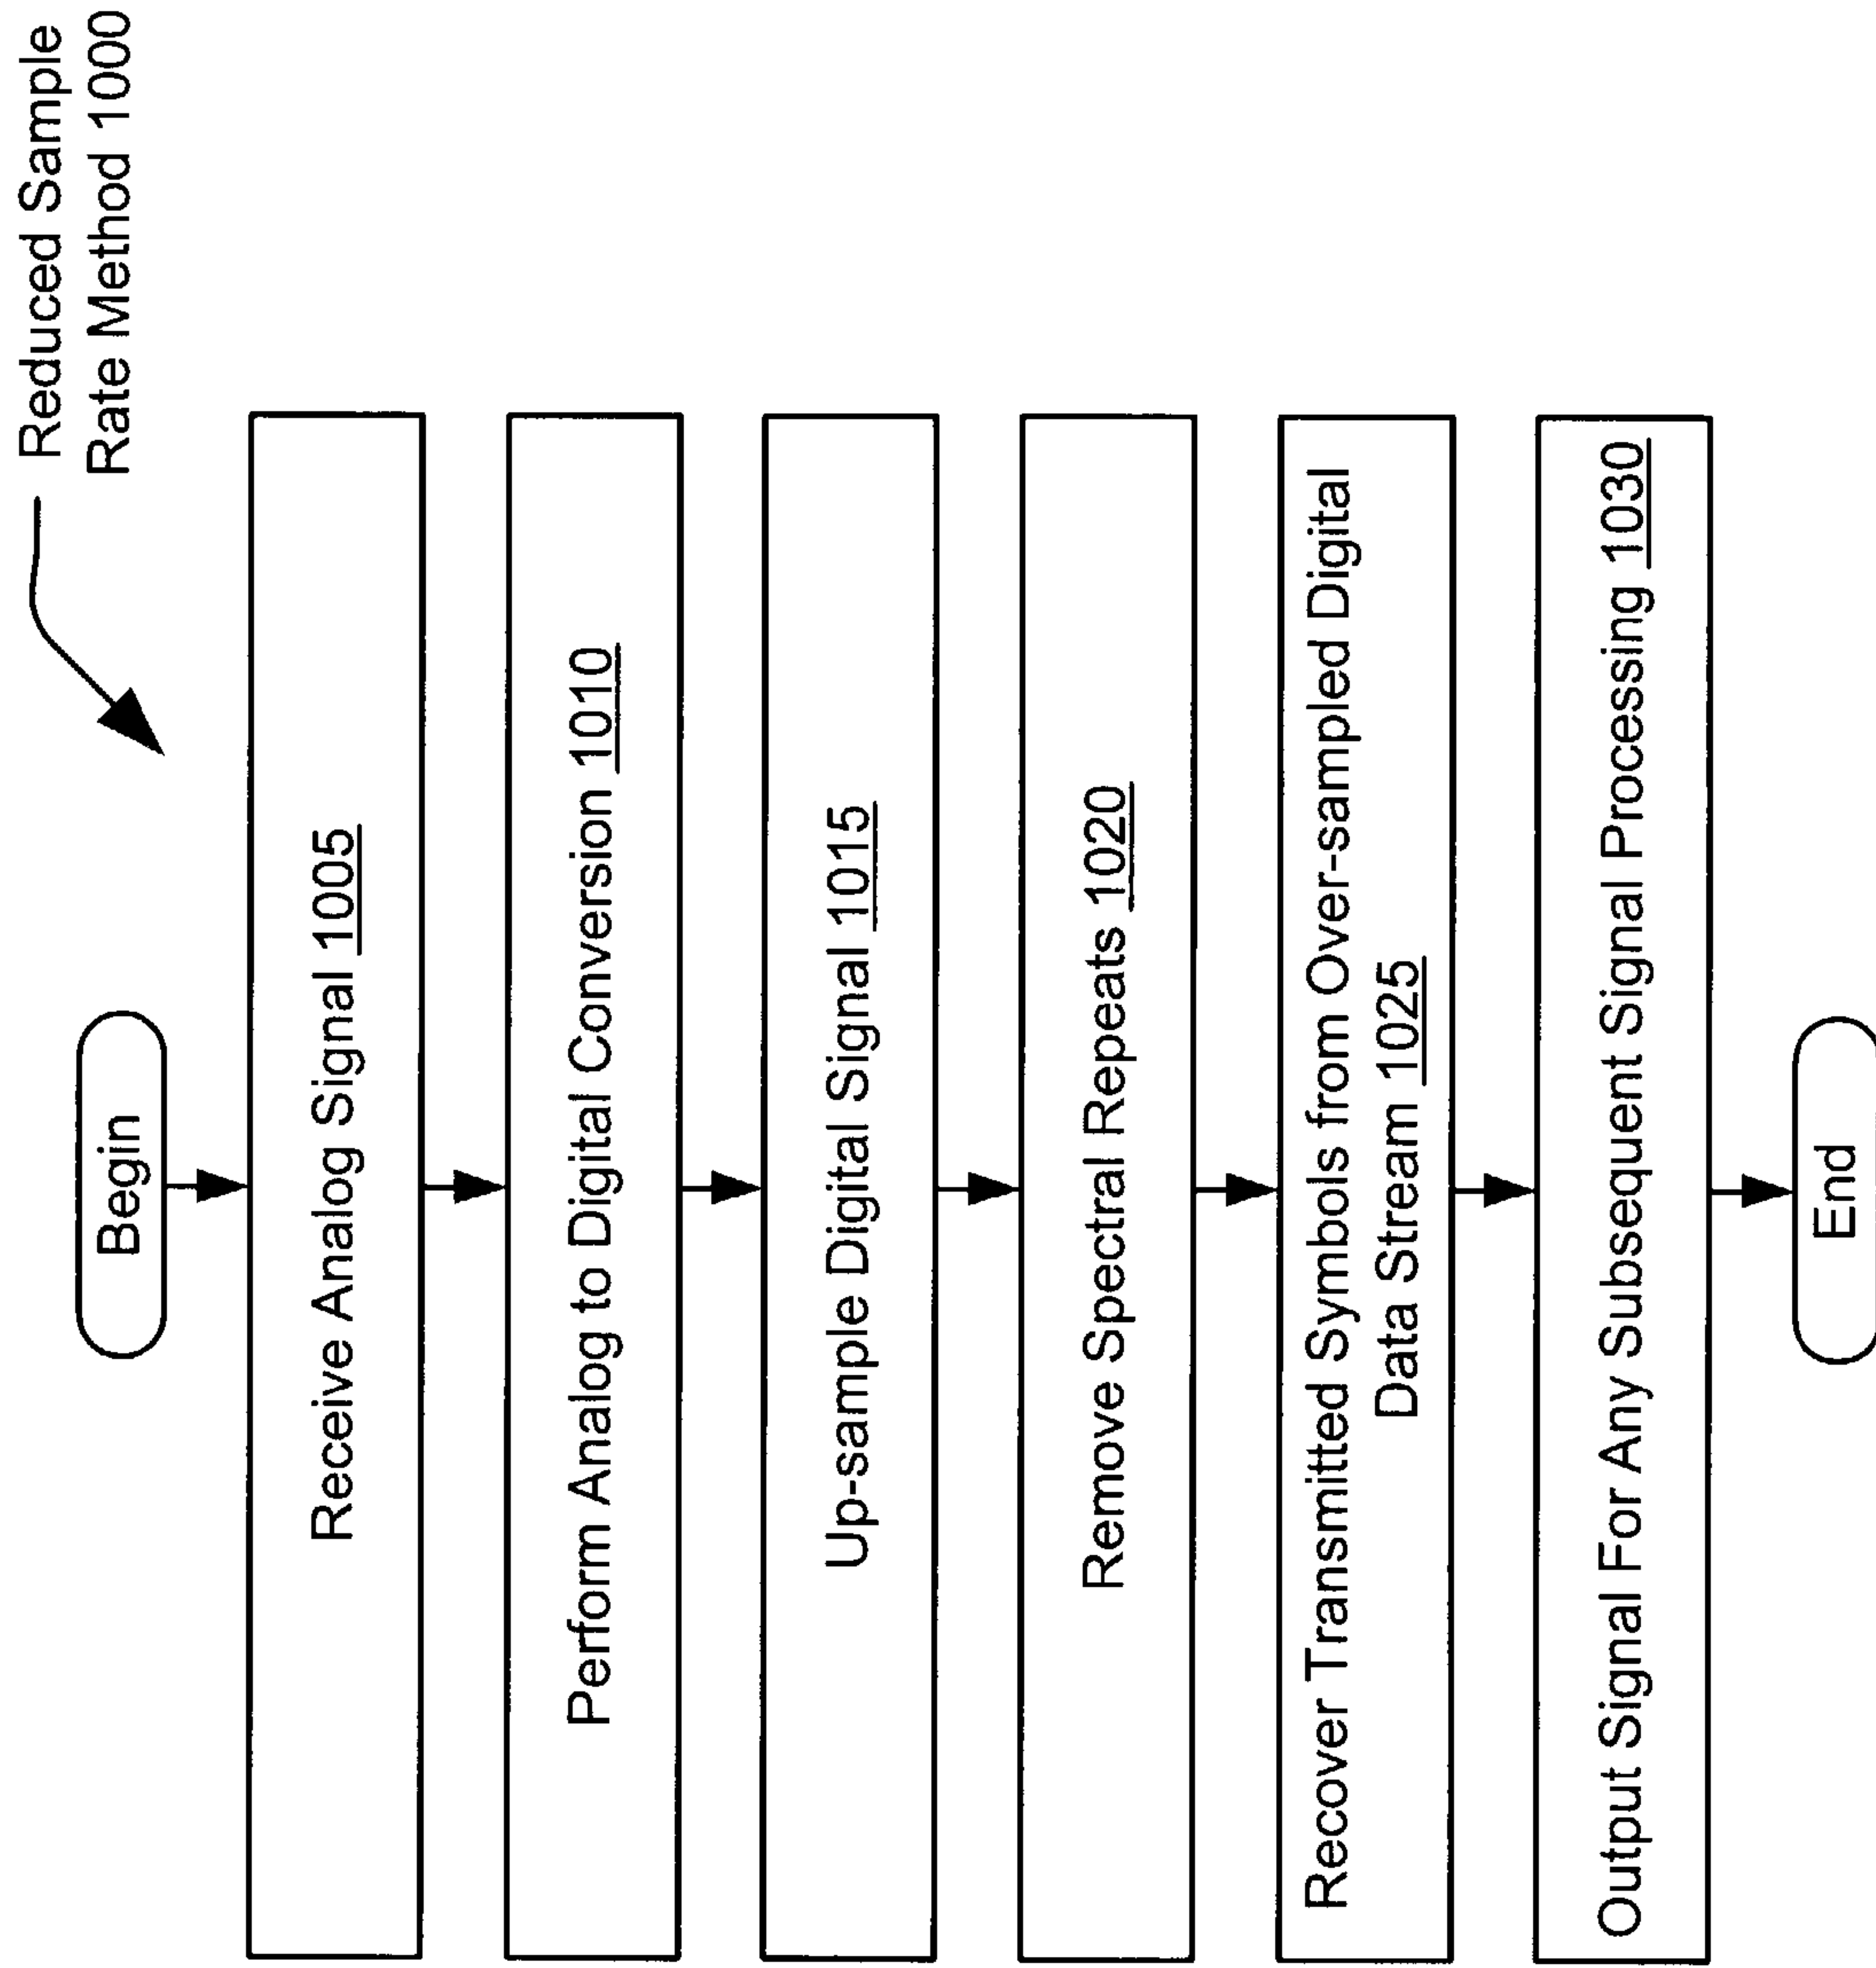 Reduced Sample
Rate Method 1000
Begin
Receive Analog Signal 1005
Perform Analog to Digital Conversion 1010
Up-sample Digital Signal 1015
Remove Spectral Repeats 1020
Recover Transmitted Symbols from Over-sampled Digital
Data Stream 1025
Output Signal For Any Subsequent Signal Processing 1030
End